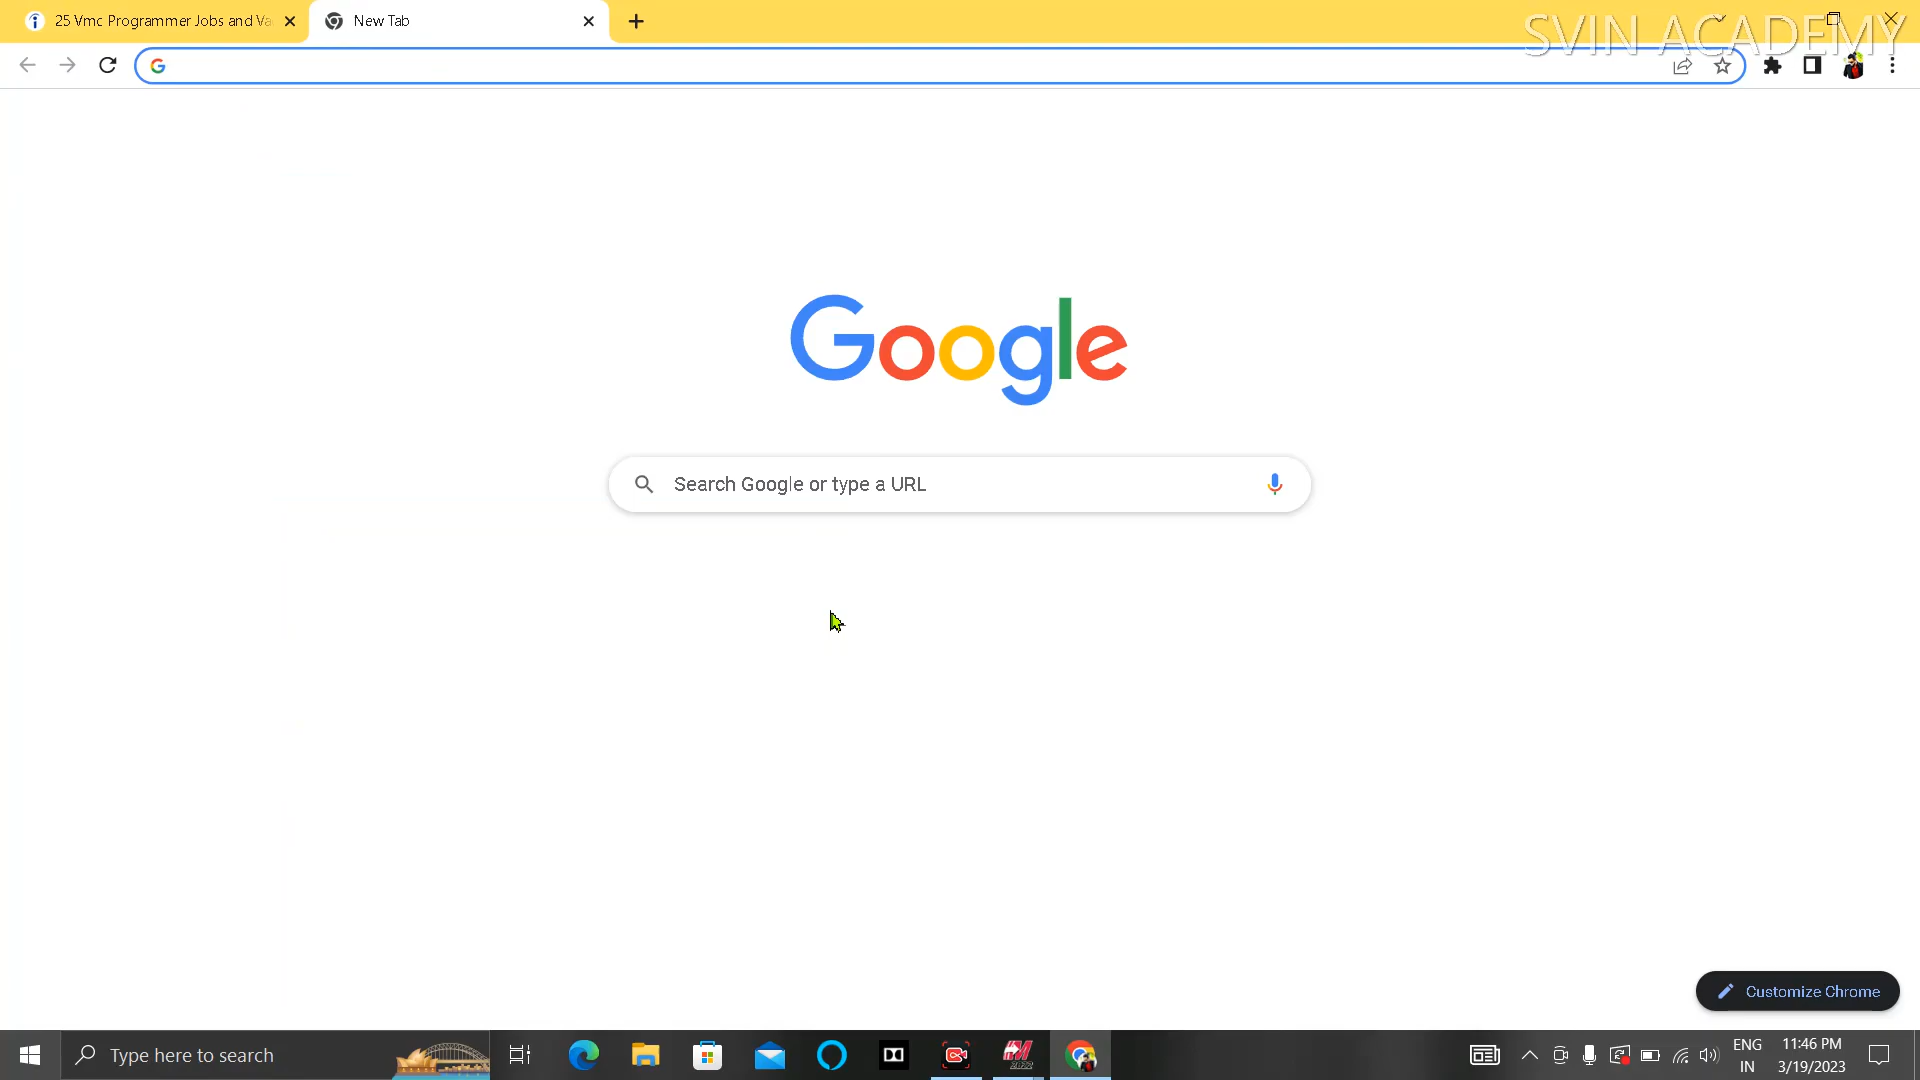 25 Vmc Programmer Jobs and Va
New Tab
SVIN ACADEMY
Google
Search Google or type a URL
Customize Chrome
Type here to search
2022
ENG
IN
11:46 PM
3/19/2023